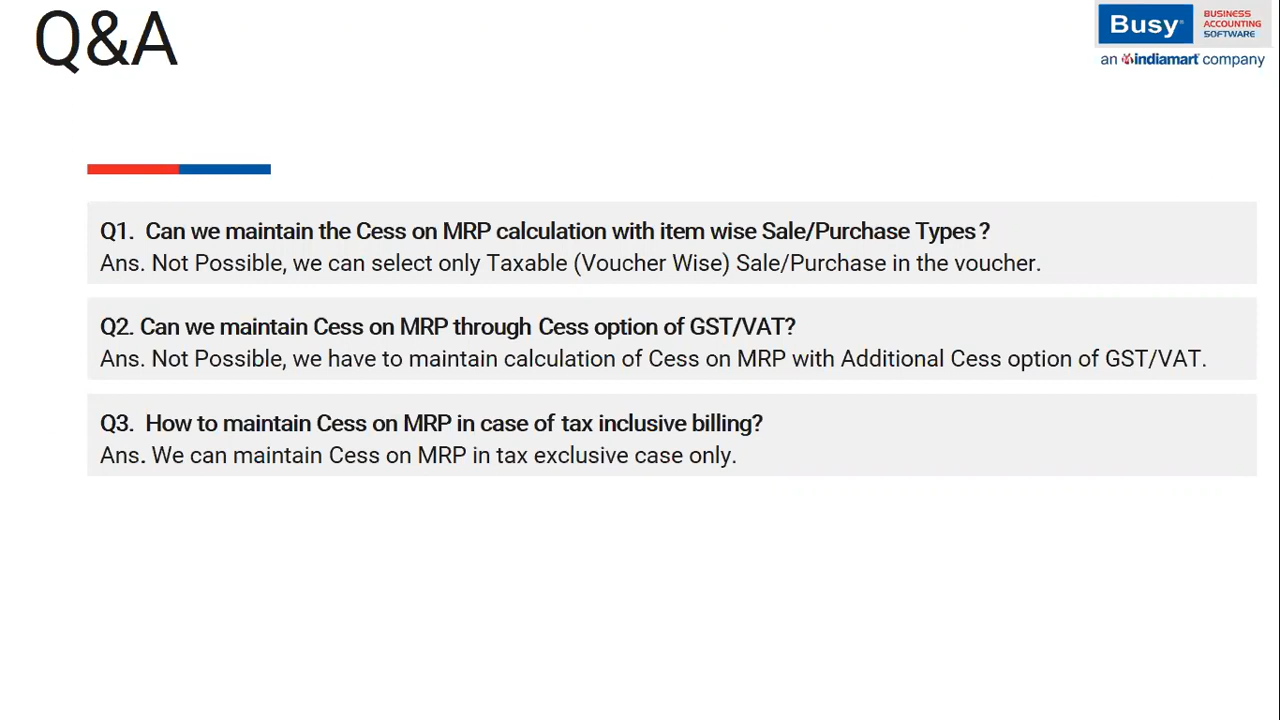 Q&A
Busy
BUSINESS
ACCOUNTING
SOFTWARE
an indiamart company
Q1. Can we maintain the Cess on MRP calculation with item wise Sale/Purchase Types?
Ans. Not Possible, we can select only Taxable (Voucher Wise) Sale/Purchase in the voucher.
Q2. Can we maintain Cess on MRP through Cess option of GST/VAT?
Ans. Not Possible, we have to maintain calculation of Cess on MRP with Additional Cess option of GST/VAT.
Q3. How to maintain Cess on MRP in case of tax inclusive billing?
Ans. We can maintain Cess on MRP in tax exclusive case only.